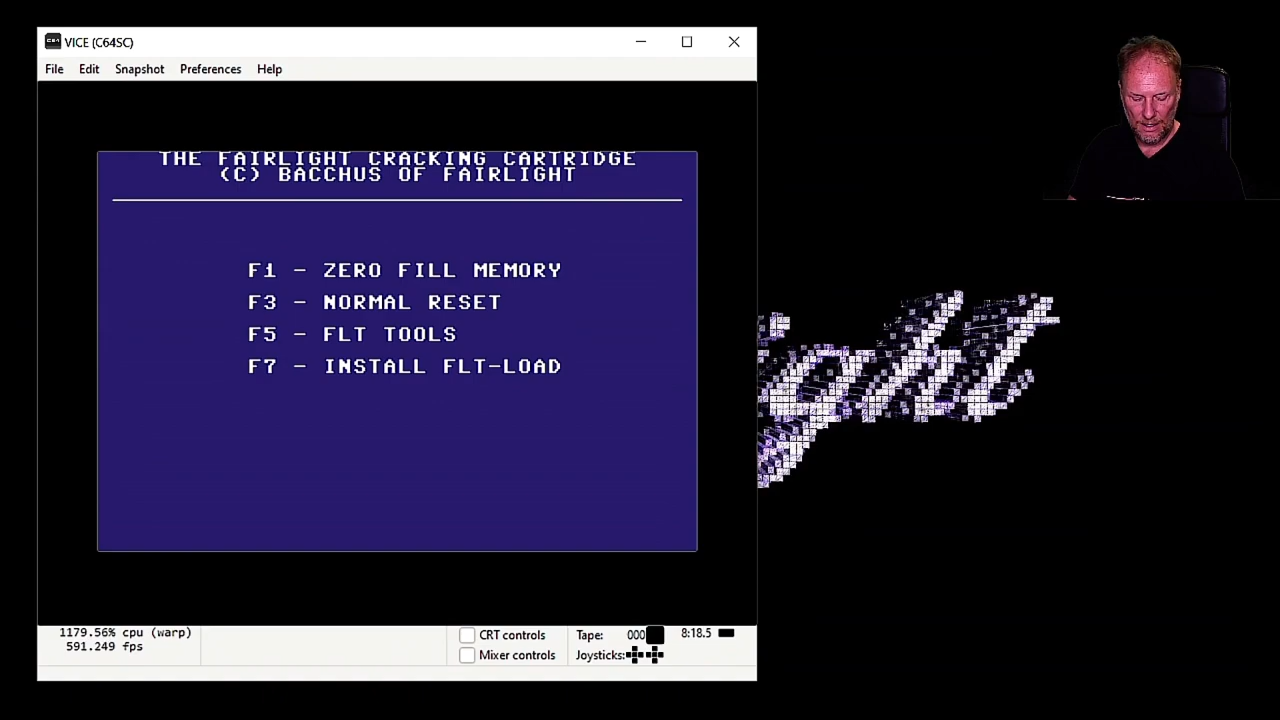 VICE (C64SC)
File Edit Snapshot Preferences Help
THE FAIRLIGHT CRACKING CARTRIDGE
(C) BACCHUS OF FAIRLIGHT
F1 - ZERO FILL MEMORY
F3 - NORMAL RESET
F5 - FLT TOOLS
F7 - INSTALL FLT-LOAD
1179.56% cpu (warp)
591.249 fps
CRT controls
Mixer controls
Tape: 000
Joysticks:
8:18.5